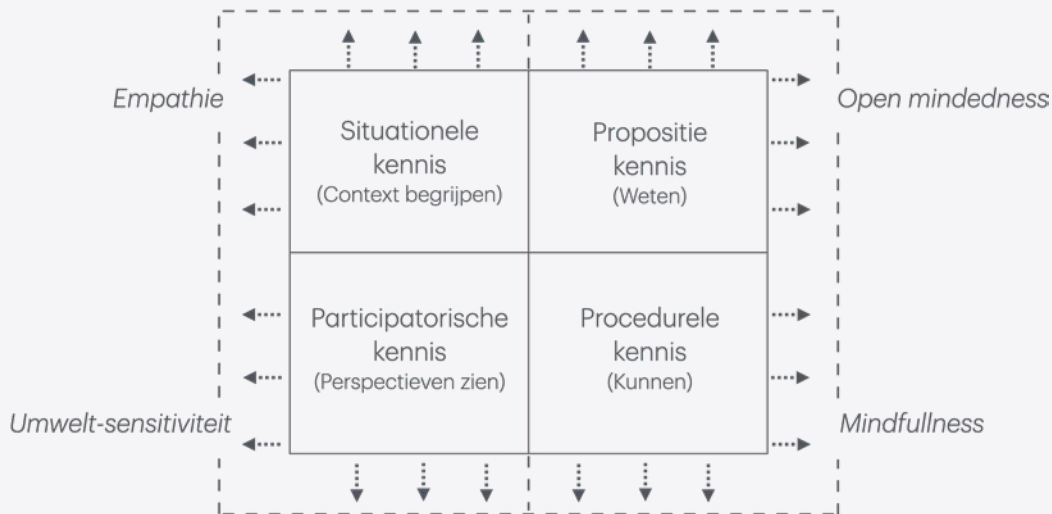 Empathie
Open mindedness
Situationele
kennis
(Context begrijpen)
Propositie
kennis
(Weten)
Participatorische
kennis
(Perspectieven zien)
Procedurele
kennis
(Kunnen)
Umwelt-sensitiviteit
Mindfullness